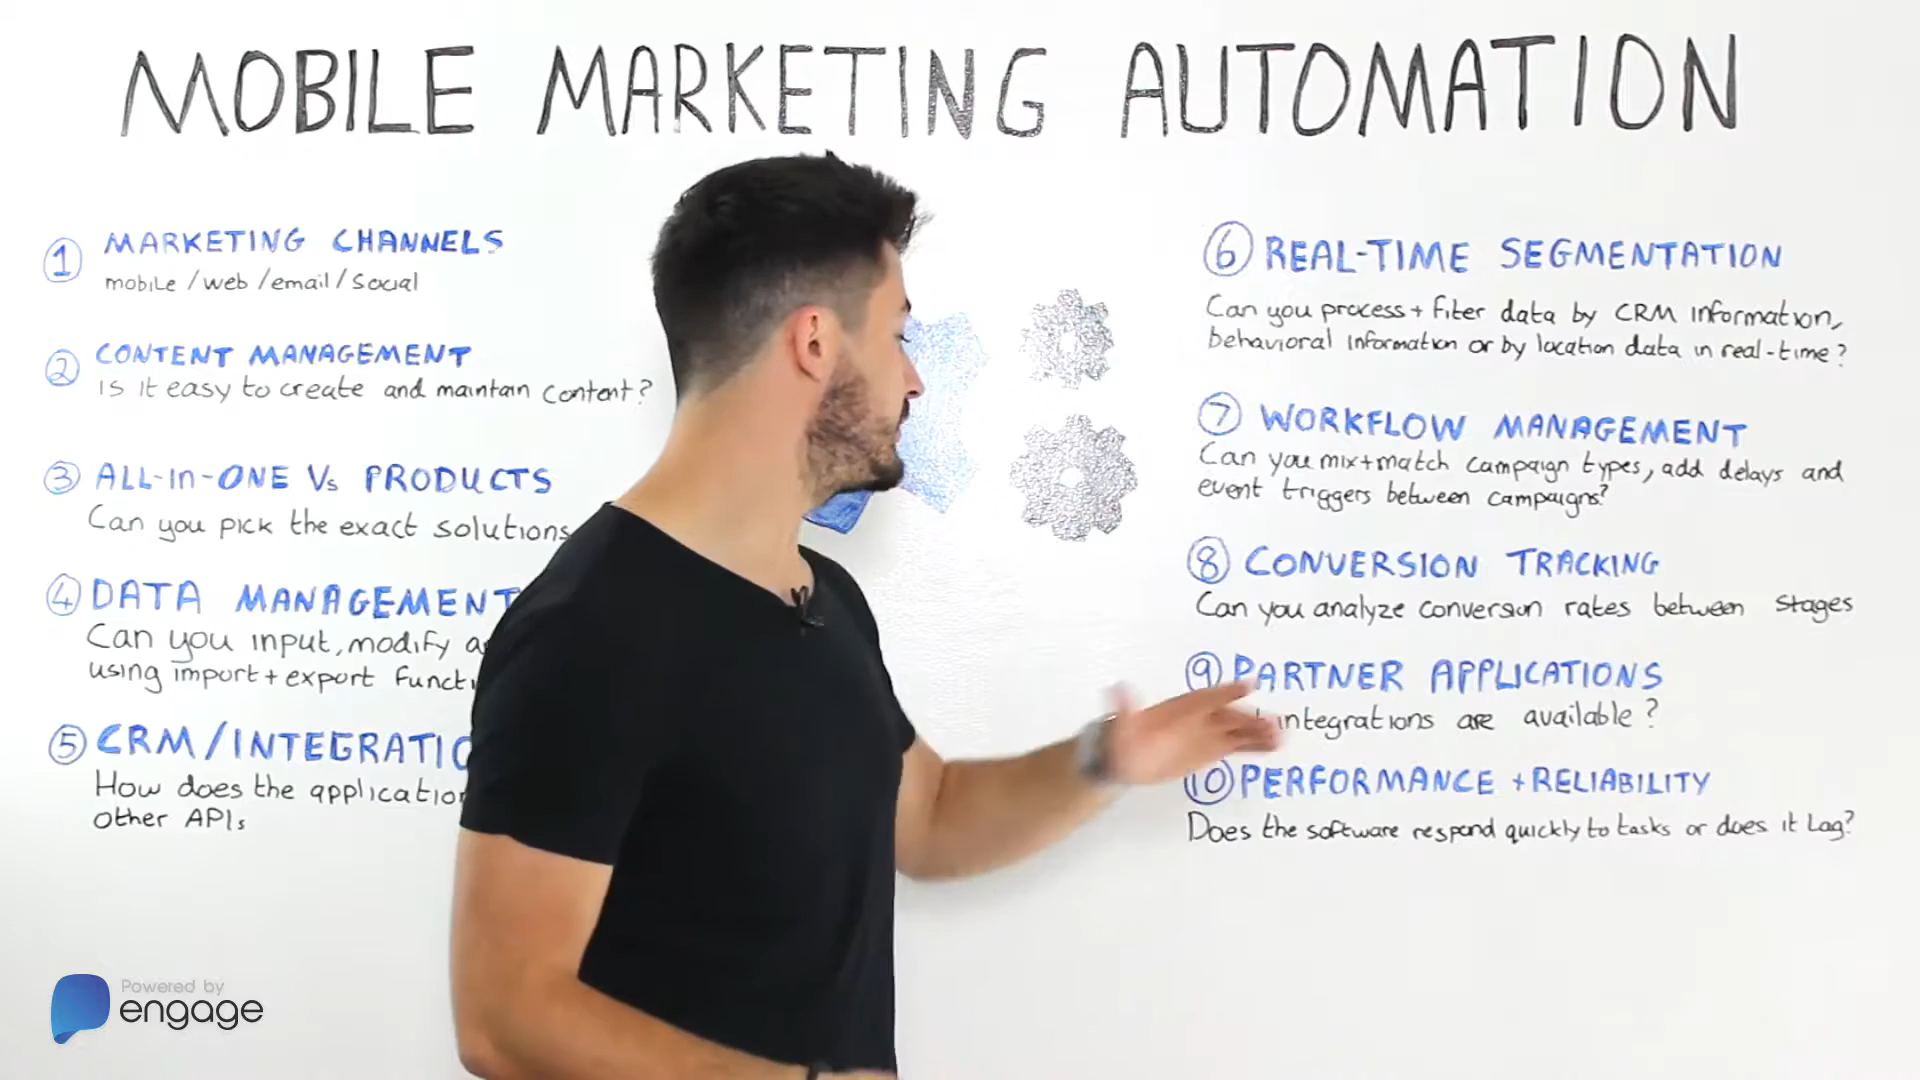 MOBILE MARKETING AUTOMATION
1 MARKETING CHANNELS
mobile/web/email/Social
2 CONTENT MANAGEMENT
Is it easy to create and maintain content?
3 ALL-in-ONE Vs PRODUCTS
Can you pick the exact solutions
4 DATA MANAGEMENT
Can you input, modify
using import + export
5 CRM/
How does the
other APIs
6 REAL-TIME SEGMENTATION
Can you process + filter data by CRM information,
behavioral information or by location data in real-time?
7 WORKFLOW MANAGEMENT
Can you mix+match campaign types, add delays and
event triggers between campaigns?
8 CONVERSION TRACKING
Can you analyze conversion rates between stages
9 PARTNER APPLICATIONS
integrations are available?
10 PERFORMANCE + RELIABILITY
Does the software respond quickly to tasks or does it Lag?
Powered by
engage